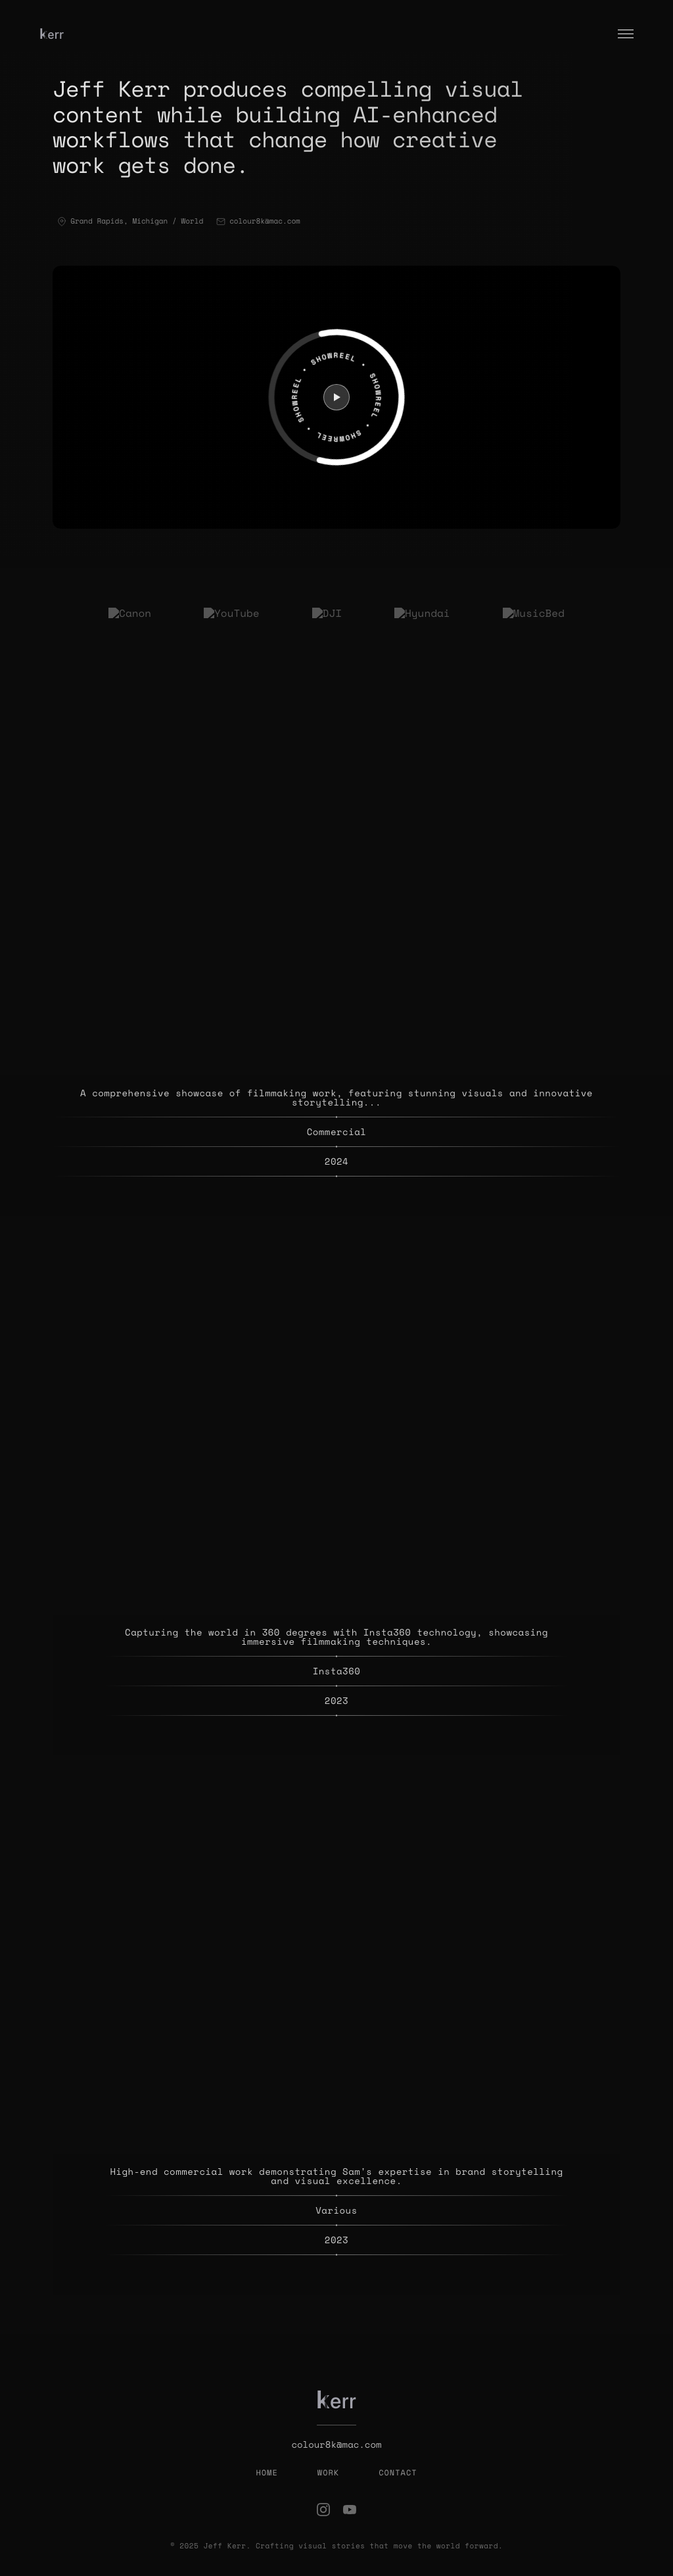 kerr
Jeff Kerr produces compelling visual
content while building AI-enhanced
workflows that change how creative
work gets done.
Grand Rapids, Michigan / World
colour8k@mac.com
SHOWREEL • SHOWREEL • SHOWREEL • SHOWREEL •
Canon
YouTube
DJI
Hyundai
MusicBed
A comprehensive showcase of filmmaking work, featuring stunning visuals and innovative
storytelling...
Commercial
2024
Capturing the world in 360 degrees with Insta360 technology, showcasing
immersive filmmaking techniques.
Insta360
2023
High-end commercial work demonstrating Sam's expertise in brand storytelling
and visual excellence.
Various
2023
kerr
colour8k@mac.com
HOME
WORK
CONTACT
© 2025 Jeff Kerr. Crafting visual stories that move the world forward.